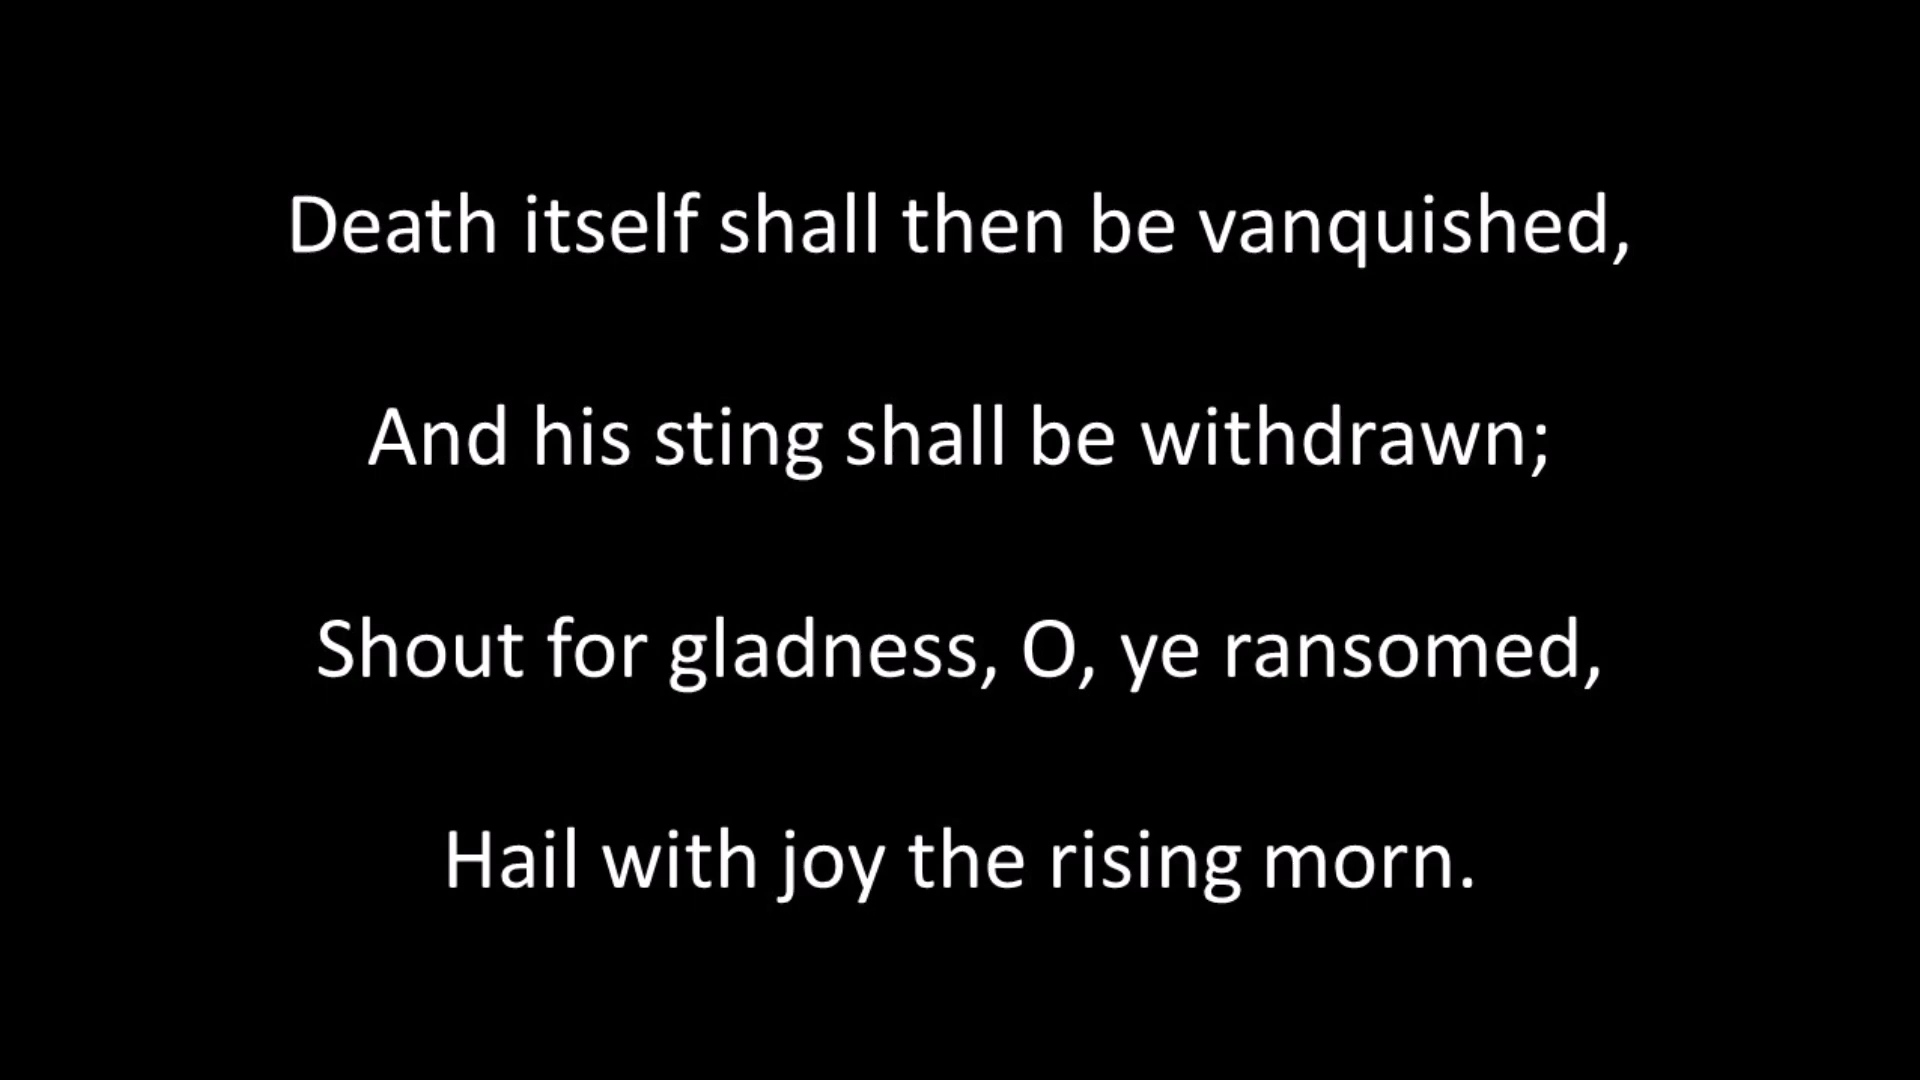 Death itself shall then be vanquished,
And his sting shall be withdrawn;
Shout for gladness, O, ye ransomed,
Hail with joy the rising morn.